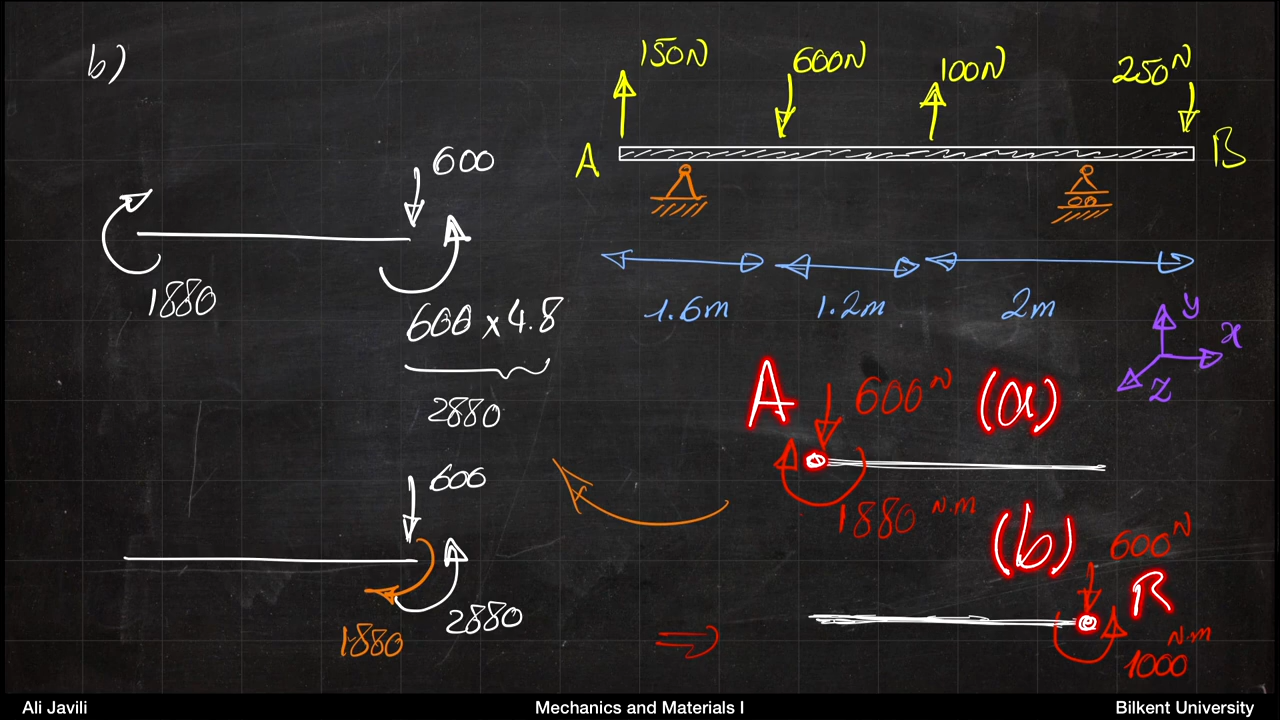 b)
150N 600N 100N 250N
A B
600
1880
600 x 4.8
2880
1.6m 1.2m 2m
y
x
z
A 600N (a)
1880 N.m
600
2880
1880
(b) 600N
B
1000 N.m
Ali Javili Mechanics and Materials I Bilkent University